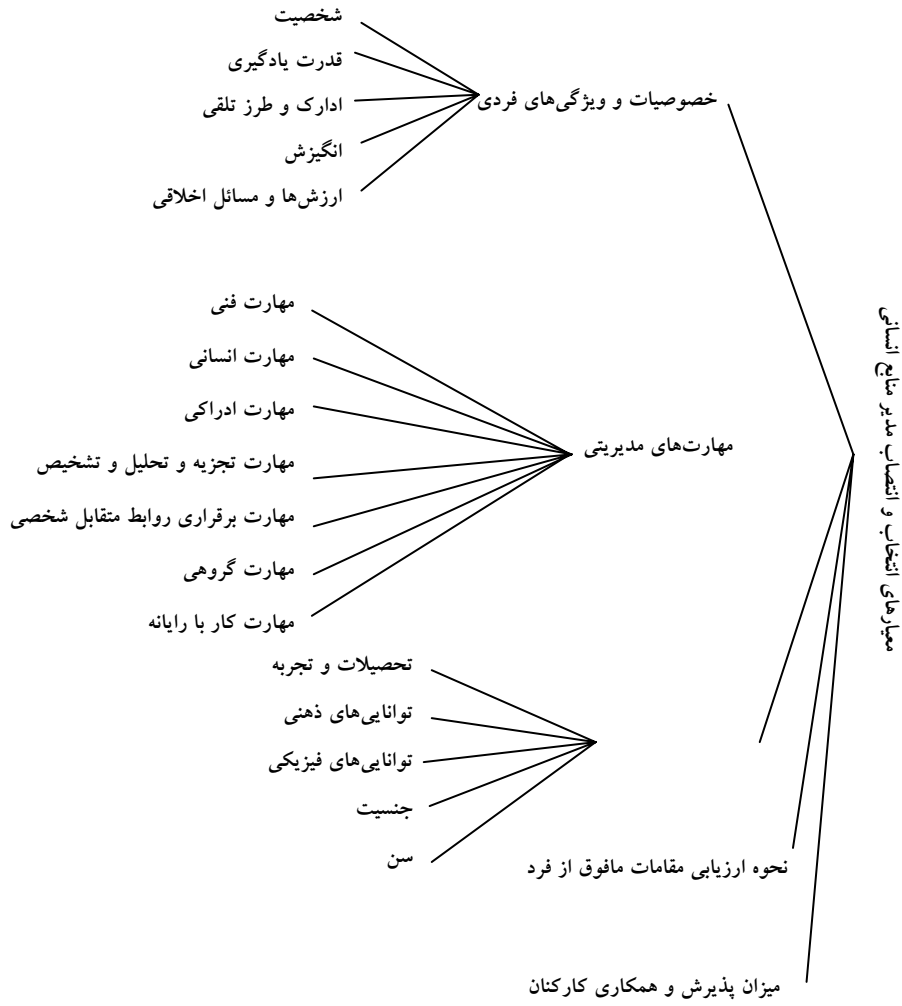 معیارهای انتخاب و انتصاب مدیر منابع انسانی
خصوصیات و ویژگی‌های فردی
شخصیت
قدرت یادگیری
ادارک و طرز تلقی
انگیزش
ارزش‌ها و مسائل اخلاقی
مهارت‌های مدیریتی
مهارت فنی
مهارت انسانی
مهارت ادراکی
مهارت تجزیه و تحلیل و تشخیص
مهارت برقراری روابط متقابل شخصی
مهارت گروهی
مهارت کار با رایانه
تحصیلات و تجربه
توانایی‌های ذهنی
توانایی‌های فیزیکی
جنسیت
سن
نحوه ارزیابی مقامات مافوق از فرد
میزان پذیرش و همکاری کارکنان